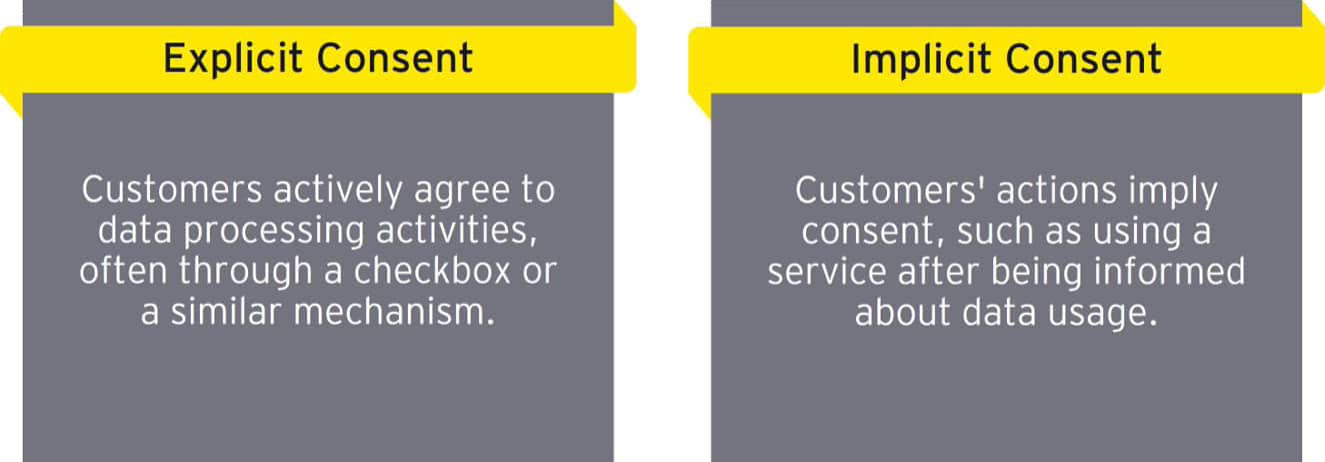 Explicit Consent
Customers actively agree to
data processing activities,
often through a checkbox or
a similar mechanism.
Implicit Consent
Customers' actions imply
consent, such as using a
service after being informed
about data usage.